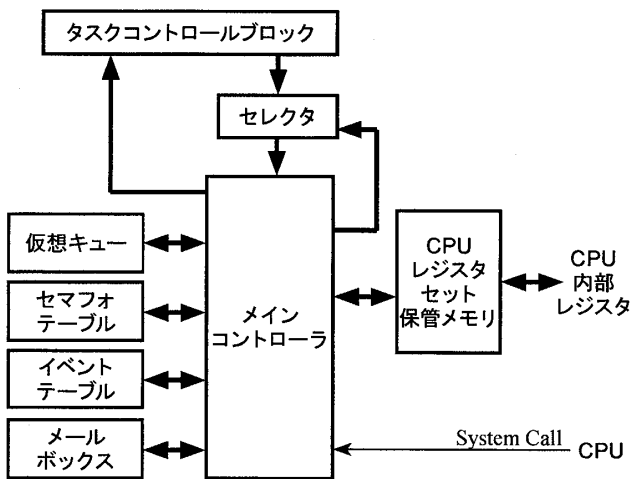 タスクコントロールブロック
セレクタ
仮想キュー
セマフォ
テーブル
イベント
テーブル
メール
ボックス
メイン
コントローラ
CPU
レジスタ
セット
保管メモリ
CPU
内部
レジスタ
System Call
CPU